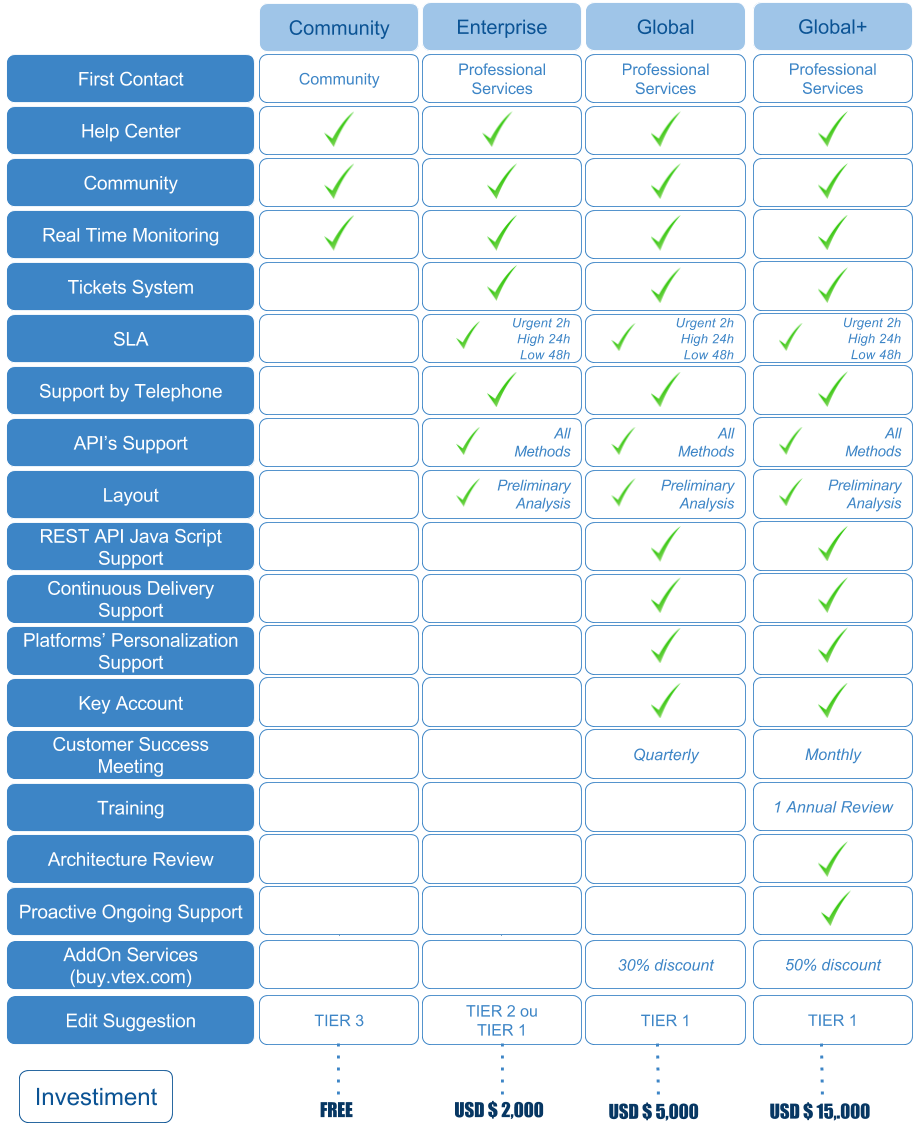 Community Enterprise Global Global+
First Contact Community Professional Services Professional Services Professional Services
Help Center
Community
Real Time Monitoring
Tickets System
SLA Urgent 2h High 24h Low 48h Urgent 2h High 24h Low 48h Urgent 2h High 24h Low 48h
Support by Telephone
API's Support All Methods All Methods All Methods
Layout Preliminary Analysis Preliminary Analysis Preliminary Analysis
REST API Java Script
Support
Continuous Delivery
Support
Platforms' Personalization
Support
Key Account
Customer Success
Meeting
Quarterly Monthly
Training 1 Annual Review
Architecture Review
Proactive Ongoing Support
AddOn Services
(buy.vtex.com)
30% discount 50% discount
Edit Suggestion TIER 3 TIER 2 ou TIER 1 TIER 1 TIER 1
Investiment FREE USD $ 2,000 USD $ 5,000 USD $ 15,.000